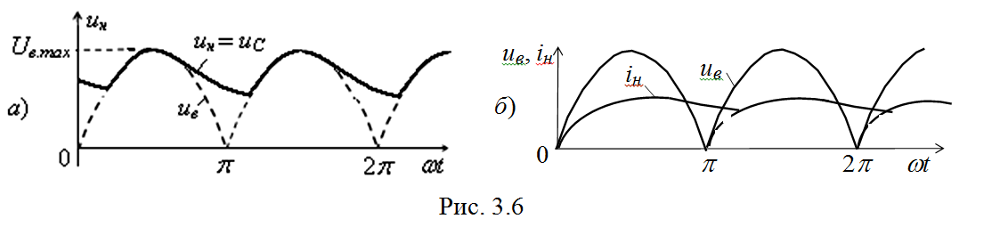 uн
Uв.max
uн = uC
uв
а)
0
π
2π
ωt
uв, iн
iн
uв
б)
0
π
2π
ωt
Рис. 3.6